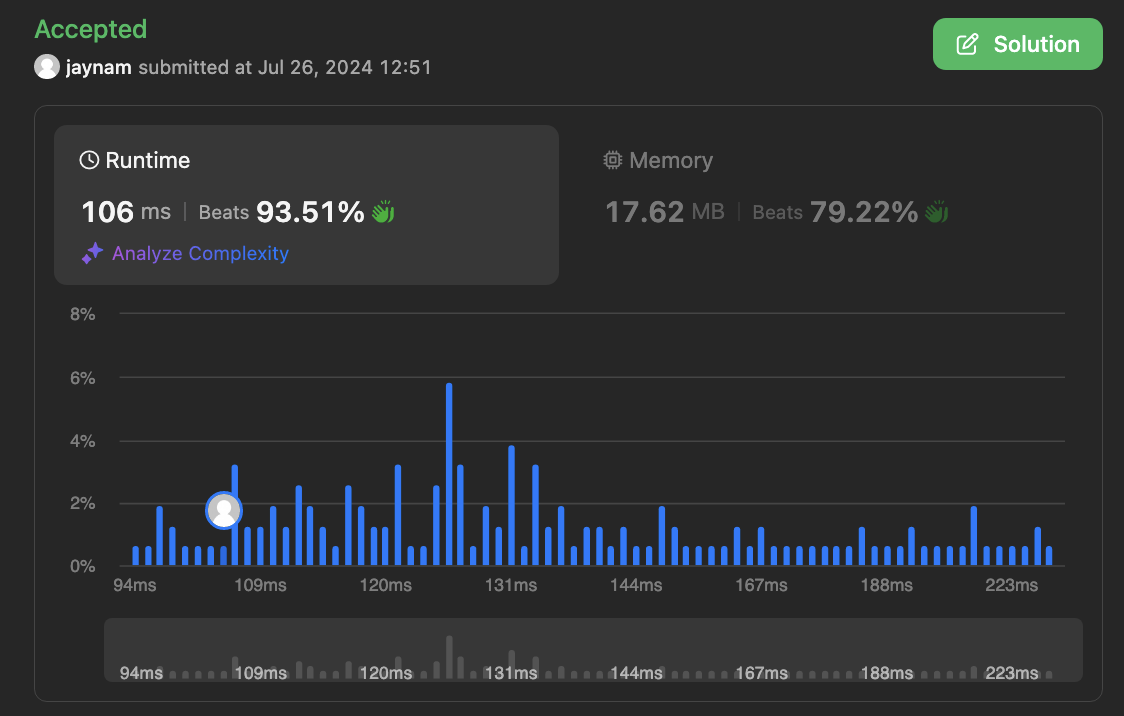 Accepted
Solution
jaynam submitted at Jul 26, 2024 12:51
Runtime
106 ms | Beats 93.51%
Analyze Complexity
Memory
17.62 MB | Beats 79.22%
8%
6%
4%
2%
0%
94ms 109ms 120ms 131ms 144ms 167ms 188ms 223ms
94ms 109ms 120ms 131ms 144ms 167ms 188ms 223ms